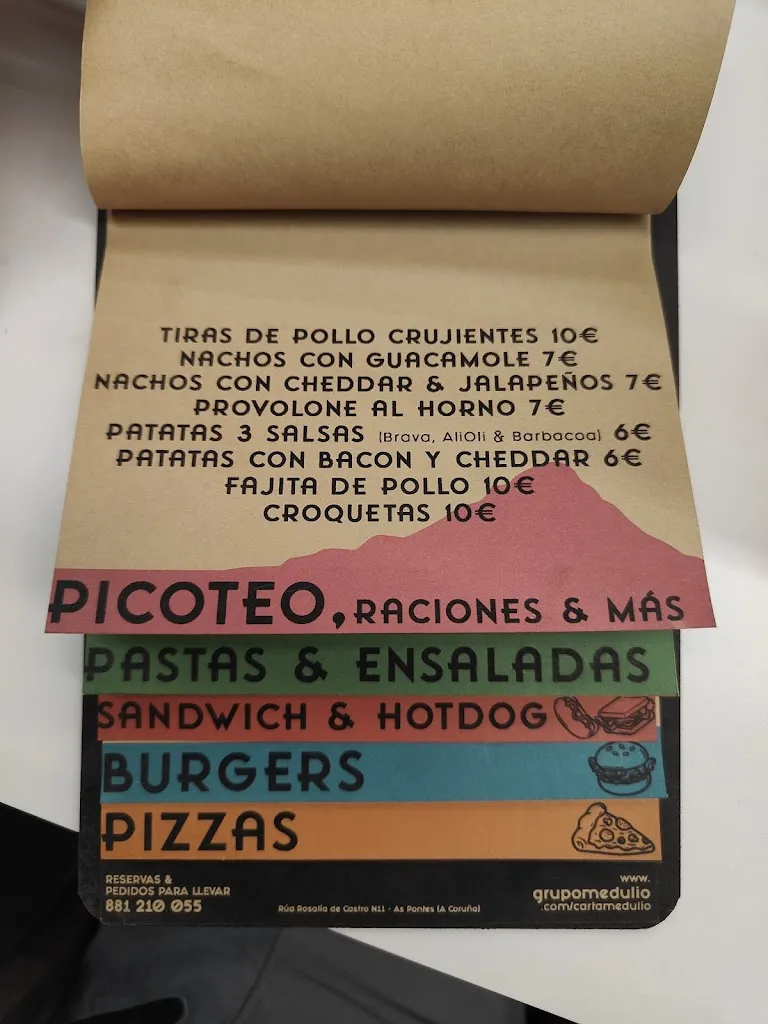 TIRAS DE POLLO CRUJIENTES 10€
NACHOS CON GUACAMOLE 7€
NACHOS CON CHEDDAR & JALAPEÑOS 7€
PROVOLONE AL HORNO 7€
PATATAS 3 SALSAS (Brava, AliOli & Barbacoa) 6€
PATATAS CON BACON Y CHEDDAR 6€
FAJITA DE POLLO 10€
CROQUETAS 10€
PICOTEO, RACIONES & MÁS
PASTAS & ENSALADAS
SANDWICH & HOTDOG
BURGERS
PIZZAS
RESERVAS &
PEDIDOS PARA LLEVAR
881 210 055
Rúa Rosalía de Castro N11 - As Pontes (A Coruña)
www.
grupomedulio
.com/cartamedulio